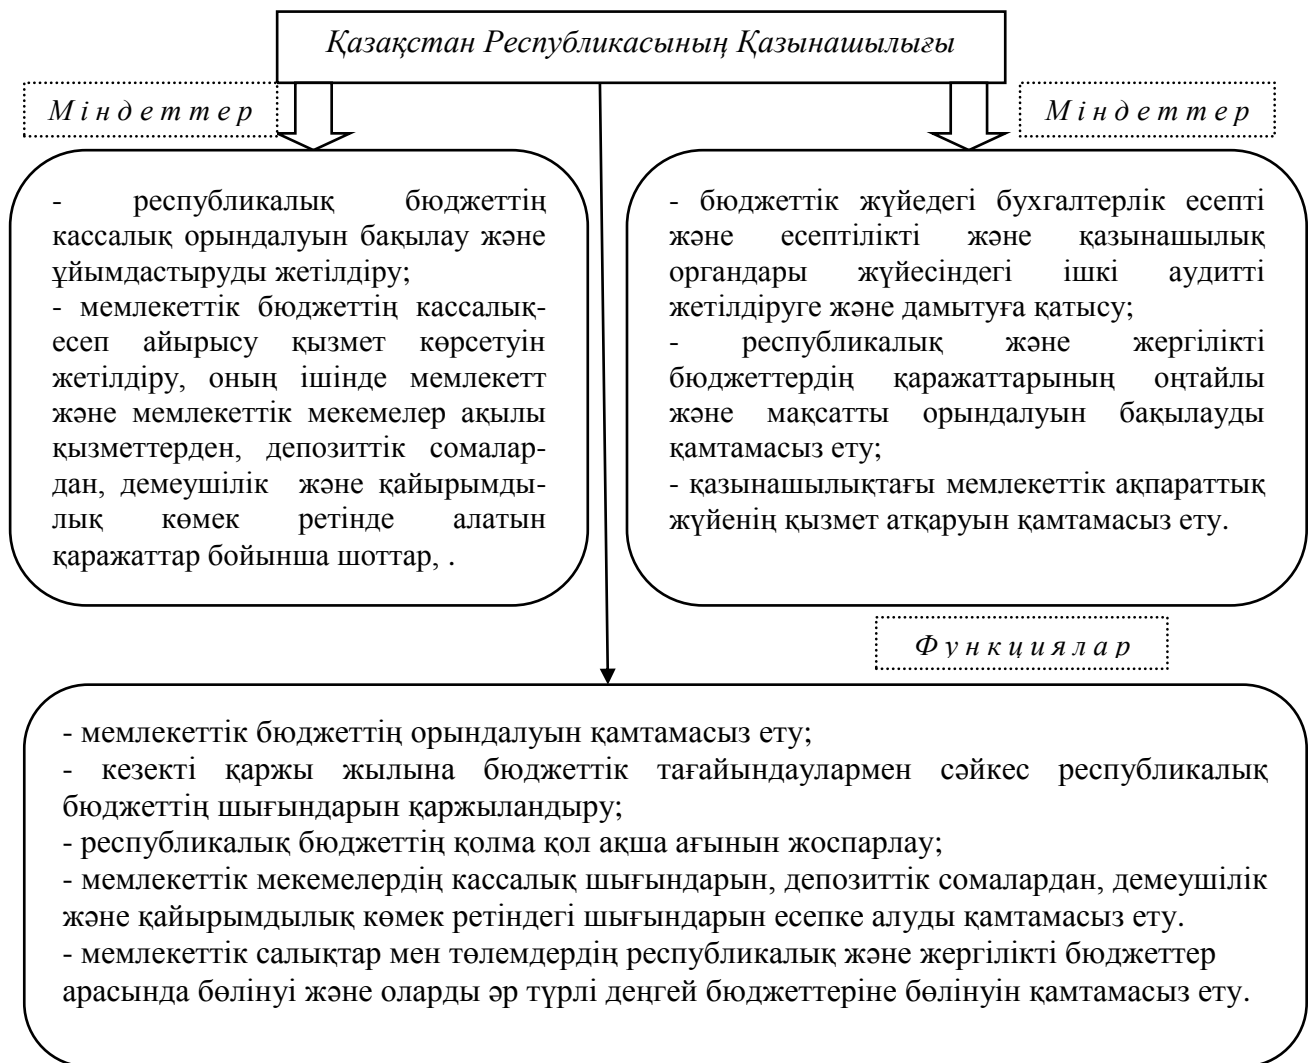 Қазақстан Республикасының Қазынашылығы
Міндеттер
Міндеттер
- республикалық бюджеттің
кассалық орындалуын бақылау және
ұйымдастыруды жетілдіру;
- мемлекеттік бюджеттің кассалық-
есеп айырысу қызмет көрсетуін
жетілдіру, оның ішінде мемлекетт
және мемлекеттік мекемелер ақылы
қызметтерден, депозиттік сомалар-
дан, демеушілік және қайырымды-
лық көмек ретінде алатын
қаражаттар бойынша шоттар, .
- бюджеттік жүйедегі бухгалтерлік есепті
және есептілікті және қазынашылық
органдары жүйесіндегі ішкі аудитті
жетілдіруге және дамытуға қатысу;
- республикалық және жергілікті
бюджеттердің қаражаттарының оңтайлы
және мақсатты орындалуын бақылауды
қамтамасыз ету;
- қазынашылықтағы мемлекеттік ақпараттық
жүйенің қызмет атқаруын қамтамасыз ету.
Функциялар
- мемлекеттік бюджеттің орындалуын қамтамасыз ету;
- кезекті қаржы жылына бюджеттік тағайындаулармен сәйкес республикалық
бюджеттің шығындарын қаржыландыру;
- республикалық бюджеттің қолма қол ақша ағынын жоспарлау;
- мемлекеттік мекемелердің кассалық шығындарын, депозиттік сомалардан, демеушілік
және қайырымдылық көмек ретіндегі шығындарын есепке алуды қамтамасыз ету.
- мемлекеттік салықтар мен төлемдердің республикалық және жергілікті бюджеттер
арасында бөлінуі және оларды әр түрлі деңгей бюджеттеріне бөлінуін қамтамасыз ету.